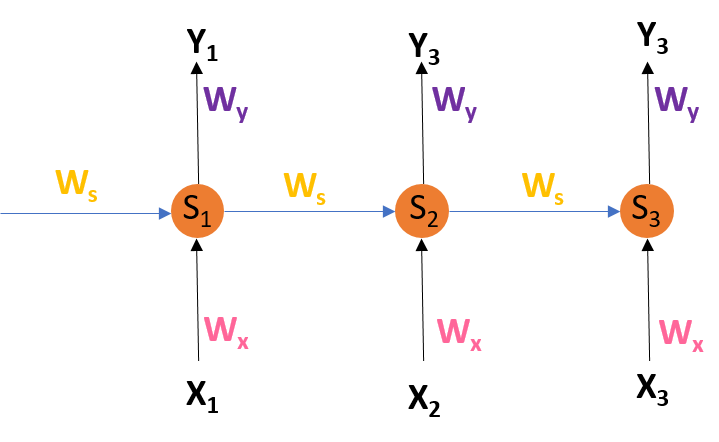 Y₁ Y₃ Y₃
Wy Wy Wy
Wₛ Wₛ Wₛ
S₁ S₂ S₃
Wₓ Wₓ Wₓ
X₁ X₂ X₃